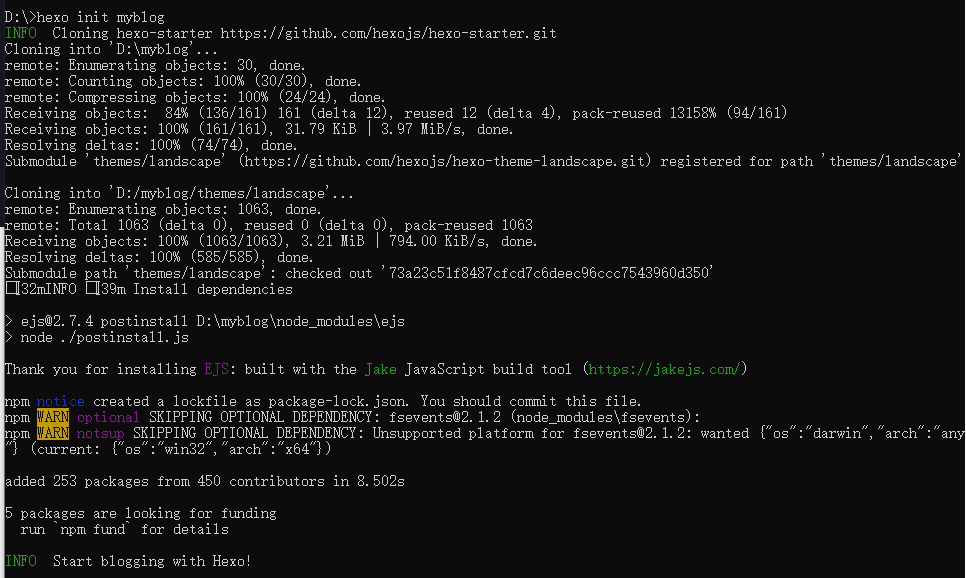 D:\>hexo init myblog
INFO  Cloning hexo-starter https://github.com/hexojs/hexo-starter.git
Cloning into 'D:\myblog'...
remote: Enumerating objects: 30, done.
remote: Counting objects: 100% (30/30), done.
remote: Compressing objects: 100% (24/24), done.
Receiving objects:  84% (136/161) 161 (delta 12), reused 12 (delta 4), pack-reused 13158% (94/161)
Receiving objects: 100% (161/161), 31.79 KiB | 3.97 MiB/s, done.
Resolving deltas: 100% (74/74), done.
Submodule 'themes/landscape' (https://github.com/hexojs/hexo-theme-landscape.git) registered for path 'themes/landscape'
Cloning into 'D:/myblog/themes/landscape'...
remote: Enumerating objects: 1063, done.
remote: Total 1063 (delta 0), reused 0 (delta 0), pack-reused 1063
Receiving objects: 100% (1063/1063), 3.21 MiB | 794.00 KiB/s, done.
Resolving deltas: 100% (585/585), done.
Submodule path 'themes/landscape': checked out '73a23c51f8487cfcd7c6deec96ccc7543960d350'
[32mINFO [39m Install dependencies
> ejs@2.7.4 postinstall D:\myblog\node_modules\ejs
> node ./postinstall.js
Thank you for installing EJS: built with the Jake JavaScript build tool (https://jakejs.com/)
npm notice created a lockfile as package-lock.json. You should commit this file.
npm WARN optional SKIPPING OPTIONAL DEPENDENCY: fsevents@2.1.2 (node_modules\fsevents):
npm WARN notsup SKIPPING OPTIONAL DEPENDENCY: Unsupported platform for fsevents@2.1.2: wanted {"os":"darwin","arch":"any
"} (current: {"os":"win32","arch":"x64"})
added 253 packages from 450 contributors in 8.502s
5 packages are looking for funding
  run `npm fund` for details
INFO  Start blogging with Hexo!